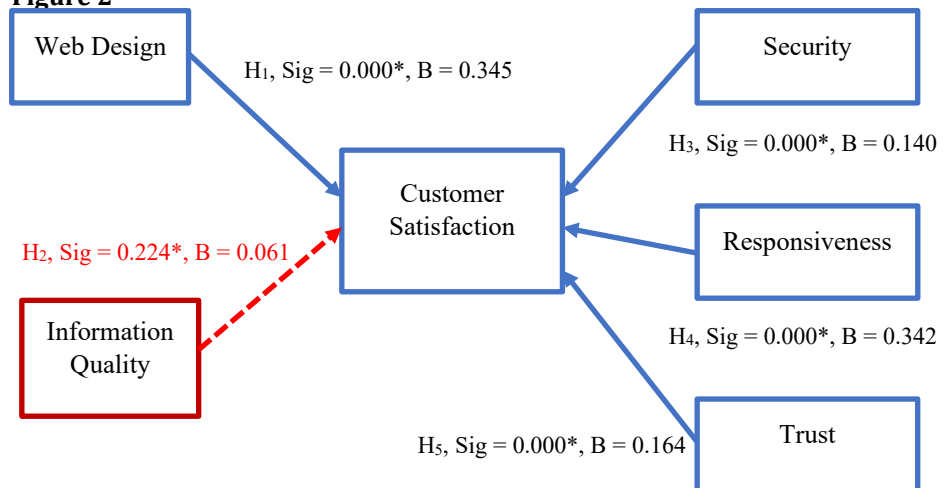 Figure 2
Web Design
Security
H1, Sig = 0.000*, B = 0.345
H3, Sig = 0.000*, B = 0.140
Customer
Satisfaction
Responsiveness
H2, Sig = 0.224*, B = 0.061
Information
Quality
H4, Sig = 0.000*, B = 0.342
Trust
H5, Sig = 0.000*, B = 0.164